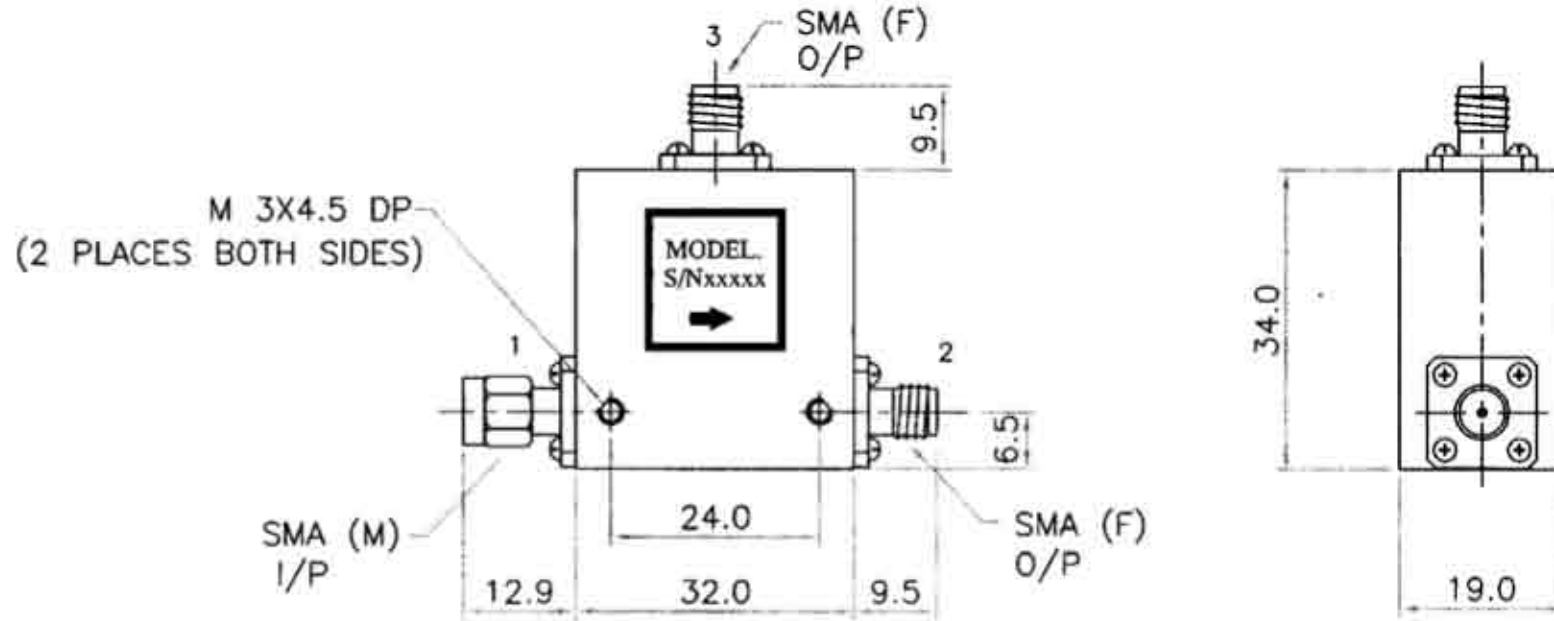 3
SMA (F)
O/P
9.5
M 3X4.5 DP
(2 PLACES BOTH SIDES)
MODEL.
S/Nxxxxx
34.0
1
2
6.5
24.0
SMA (M)
I/P
SMA (F)
O/P
12.9
32.0
9.5
19.0